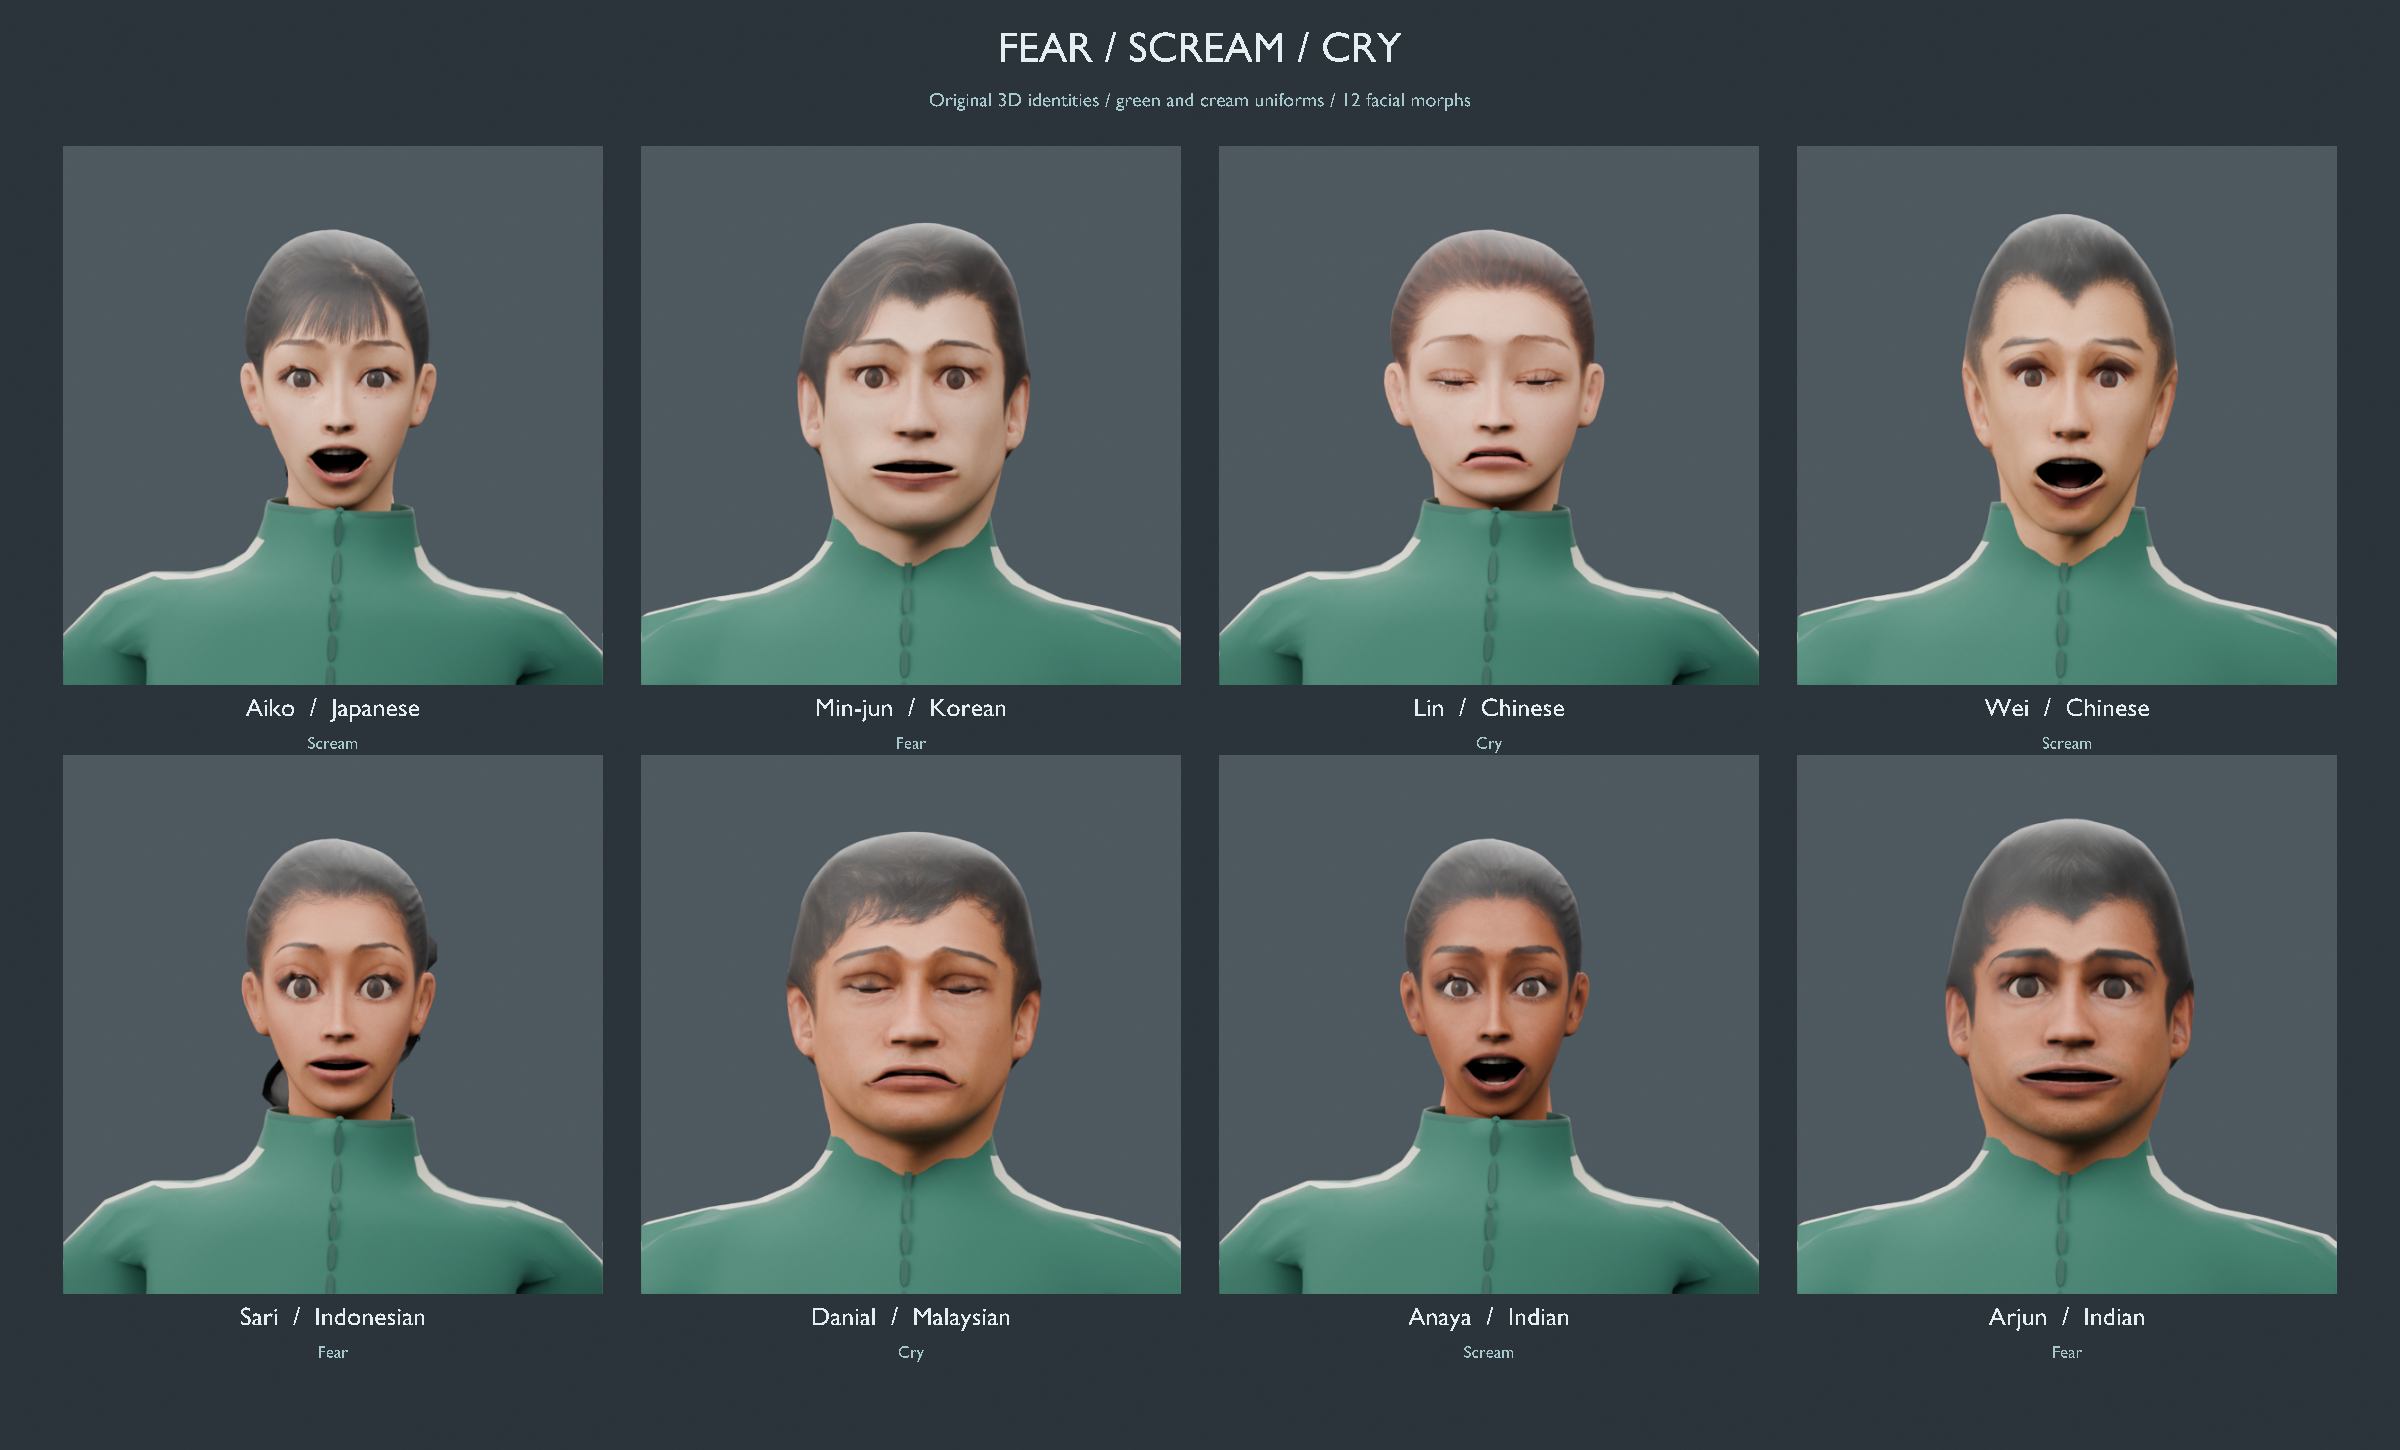 FEAR / SCREAM / CRY
Original 3D identities / green and cream uniforms / 12 facial morphs
Aiko / Japanese
Scream
Min-jun / Korean
Fear
Lin / Chinese
Cry
Wei / Chinese
Scream
Sari / Indonesian
Fear
Danial / Malaysian
Cry
Anaya / Indian
Scream
Arjun / Indian
Fear